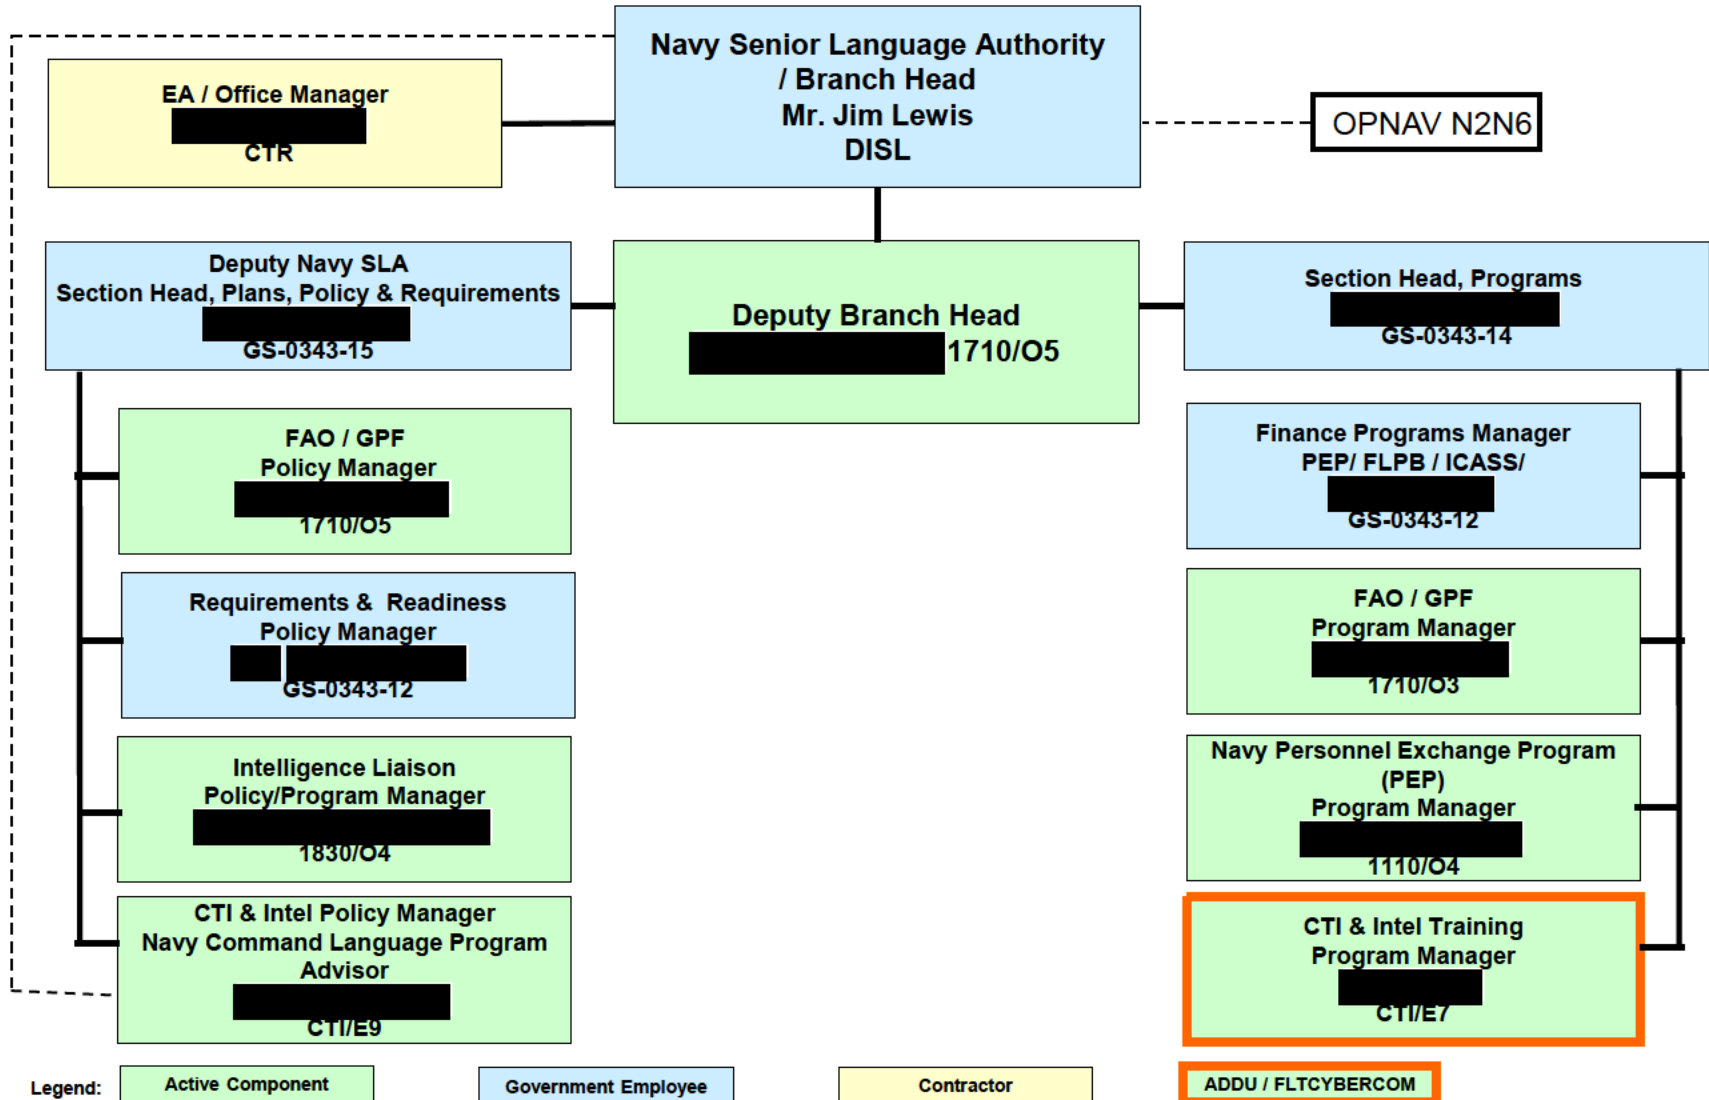 Navy Senior Language Authority
/ Branch Head
Mr. Jim Lewis
DISL
EA / Office Manager
CTR
OPNAV N2N6
Deputy Navy SLA
Section Head, Plans, Policy & Requirements
GS-0343-15
Deputy Branch Head
1710/O5
Section Head, Programs
GS-0343-14
FAO / GPF
Policy Manager
1710/O5
Requirements & Readiness
Policy Manager
GS-0343-12
Intelligence Liaison
Policy/Program Manager
1830/O4
CTI & Intel Policy Manager
Navy Command Language Program
Advisor
CTI/E9
Finance Programs Manager
PEP/ FLPB / ICASS/
GS-0343-12
FAO / GPF
Program Manager
1710/O3
Navy Personnel Exchange Program
(PEP)
Program Manager
1110/O4
CTI & Intel Training
Program Manager
CTI/E7
Legend:
Active Component
Government Employee
Contractor
ADDU / FLTCYBERCOM